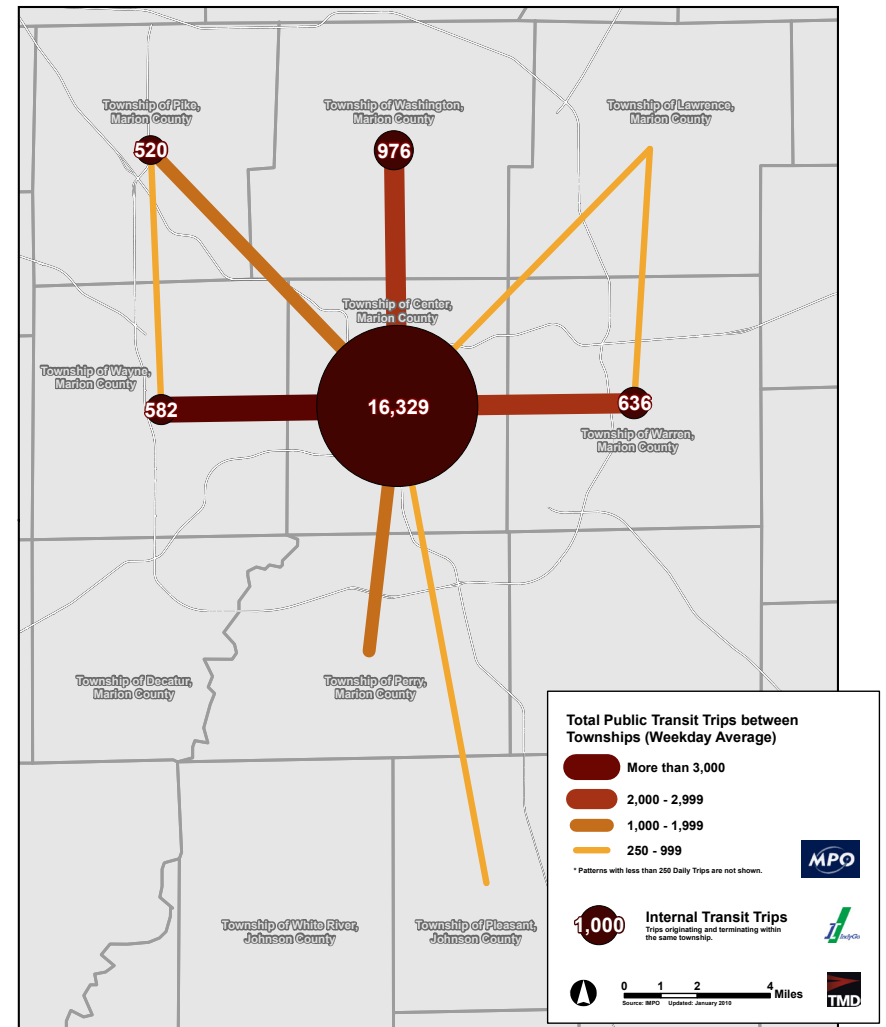 Township of Pike,
Marion County
Township of Washington,
Marion County
Township of Lawrence,
Marion County
520
976
Township of Center,
Marion County
Township of Wayne,
Marion County
582
16,329
636
Township of Warren,
Marion County
Township of Decatur,
Marion County
Township of Perry,
Marion County
Township of White River,
Johnson County
Township of Pleasant,
Johnson County
Total Public Transit Trips between
Townships (Weekday Average)
More than 3,000
2,000 - 2,999
1,000 - 1,999
250 - 999
* Patterns with less than 250 Daily Trips are not shown.
MPO
1,000
Internal Transit Trips
Trips originating and terminating within
the same township.
IndyGo
0 1 2 4
Miles
Source: IMPO Updated: January 2010
TMD